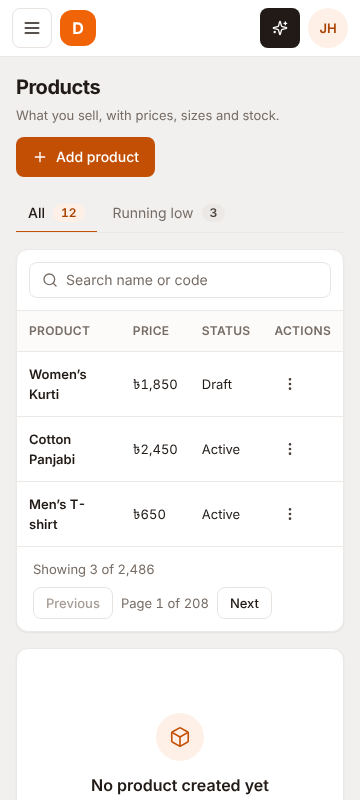 D
JH
Products
What you sell, with prices, sizes and stock.
Add product
All 12 Running low 3
Search name or code
PRODUCT PRICE STATUS ACTIONS
Women's
Kurti
৳1,850 Draft
Cotton
Panjabi
৳2,450 Active
Men's T-
shirt
৳650 Active
Showing 3 of 2,486
Previous Page 1 of 208 Next
No product created yet